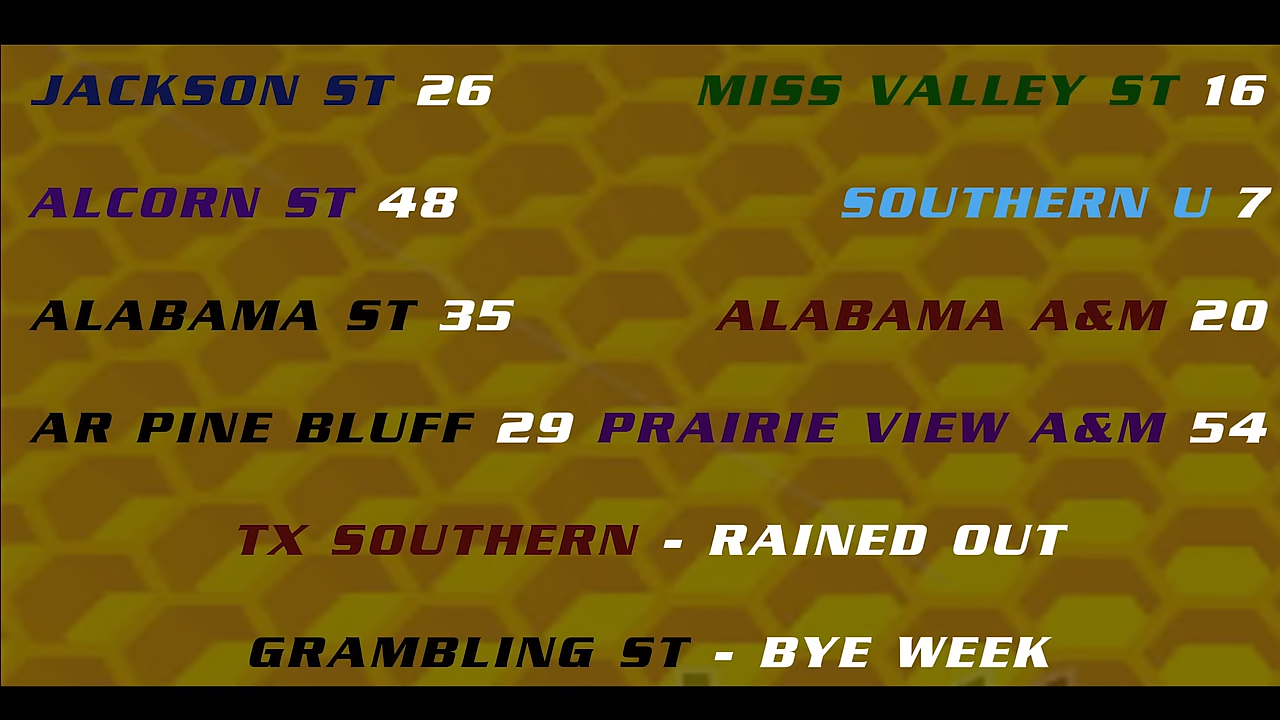 JACKSON ST 26 MISS VALLEY ST 16
ALCORN ST 48 SOUTHERN U 7
ALABAMA ST 35 ALABAMA A&M 20
AR PINE BLUFF 29 PRAIRIE VIEW A&M 54
TX SOUTHERN - RAINED OUT
GRAMBLING ST - BYE WEEK